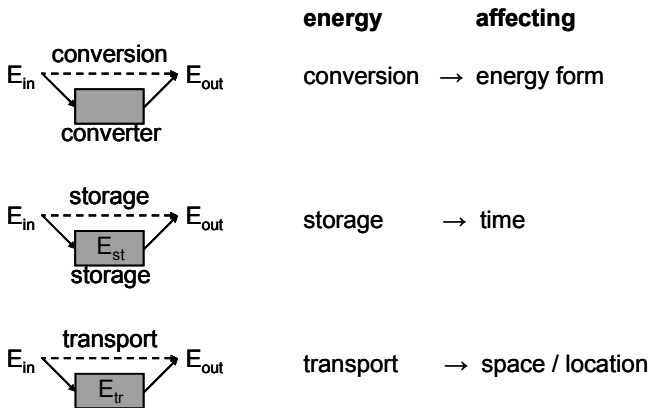 energy affecting
conversion
E_in E_out conversion → energy form
converter
storage
E_in E_out storage → time
E_st
storage
transport
E_in E_out transport → space / location
E_tr